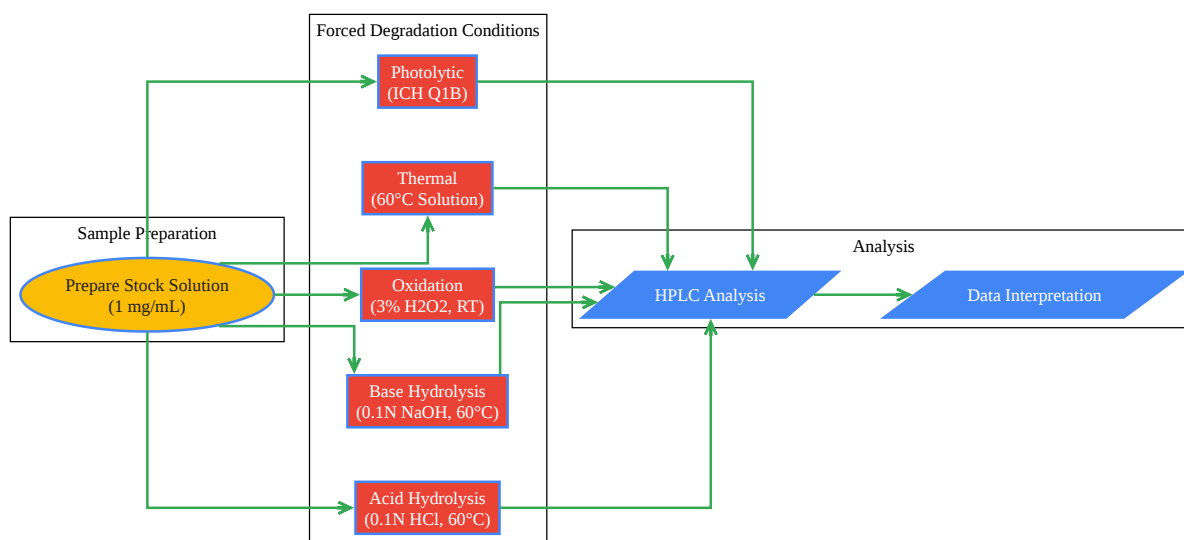 Forced Degradation Conditions
Photolytic
(ICH Q1B)
Thermal
(60°C Solution)
Sample Preparation
Prepare Stock Solution
(1 mg/mL)
Oxidation
(3% H2O2, RT)
Base Hydrolysis
(0.1N NaOH, 60°C)
Acid Hydrolysis
(0.1N HCl, 60°C)
Analysis
HPLC Analysis
Data Interpretation